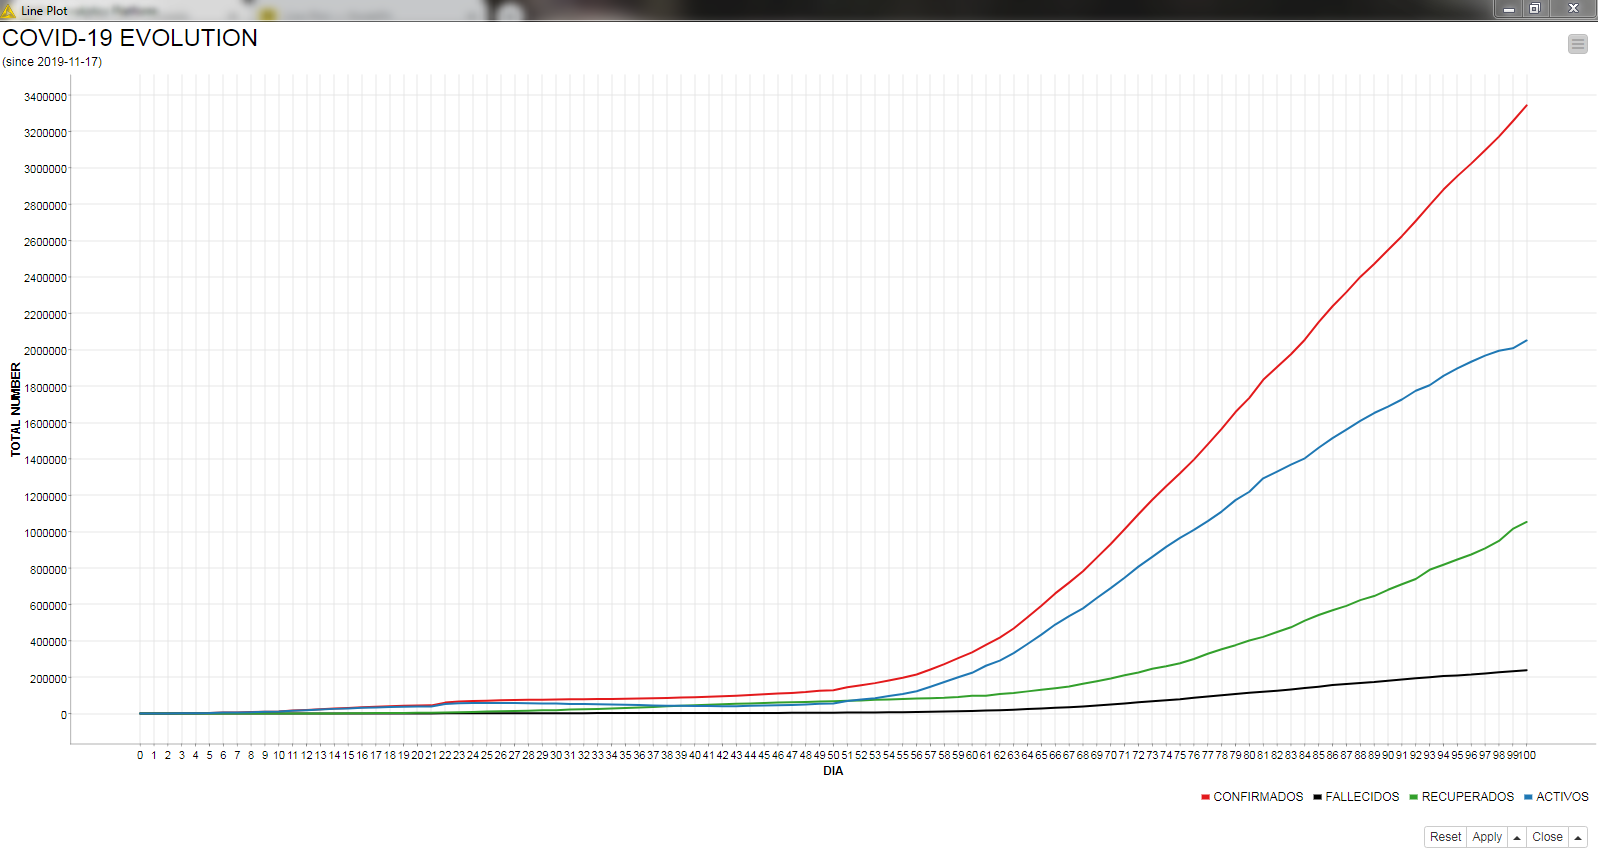 Line Plot
COVID-19 EVOLUTION
(since 2019-11-17)
3400000
3200000
3000000
2800000
2600000
2400000
2200000
2000000
1800000
1600000
1400000
1200000
1000000
800000
600000
400000
200000
0
TOTAL NUMBER
0 1 2 3 4 5 6 7 8 9 10 11 12 13 14 15 16 17 18 19 20 21 22 23 24 25 26 27 28 29 30 31 32 33 34 35 36 37 38 39 40 41 42 43 44 45 46 47 48 49 50 51 52 53 54 55 56 57 58 59 60 61 62 63 64 65 66 67 68 69 70 71 72 73 74 75 76 77 78 79 80 81 82 83 84 85 86 87 88 89 90 91 92 93 94 95 96 97 98 99 100
DIA
CONFIRMADOS FALLECIDOS RECUPERADOS ACTIVOS
Reset Apply Close